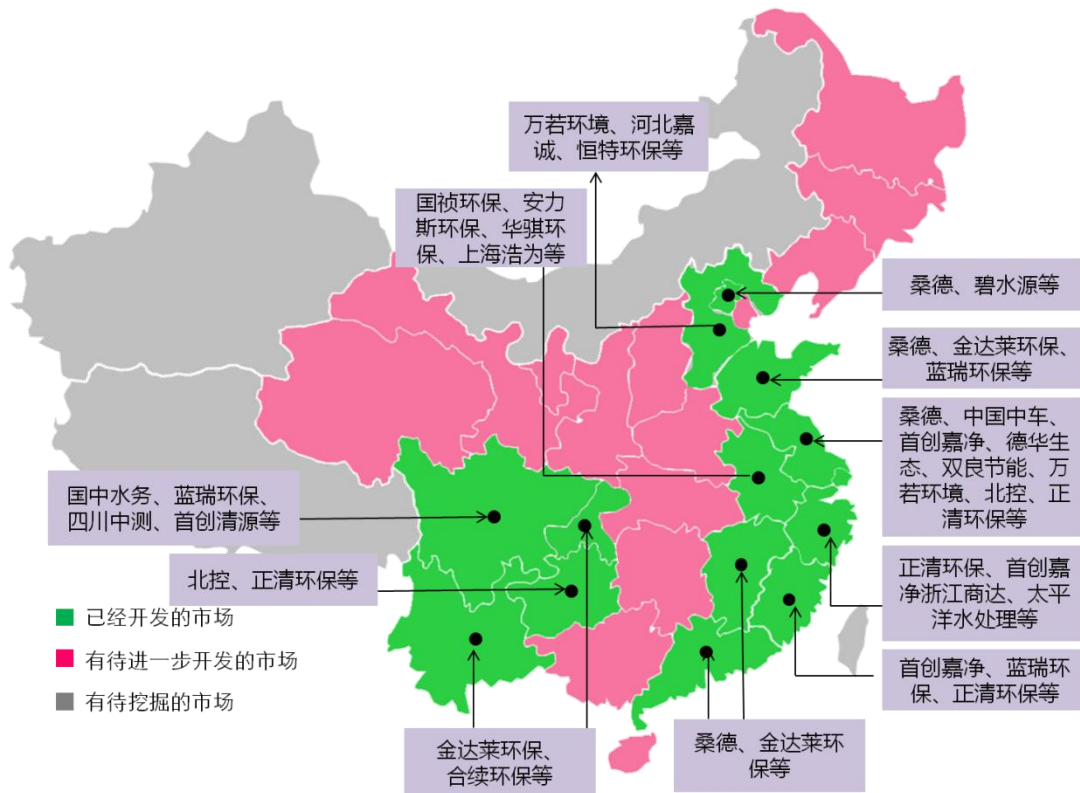 万若环境、河北嘉
诚、恒特环保等
国祯环保、安力
斯环保、华骐环
保、上海浩为等
桑德、碧水源等
桑德、金达莱环保、
蓝瑞环保等
桑德、中国中车、
首创嘉净、德华生
态、双良节能、万
若环境、北控、正
清环保等
国中水务、蓝瑞环保、
四川中测、首创清源等
北控、正清环保等
正清环保、首创嘉
净浙江商达、太平
洋水处理等
首创嘉净、蓝瑞环
保、正清环保等
已经开发的市场
有待进一步开发的市场
有待挖掘的市场
金达莱环保、
合续环保等
桑德、金达莱环
保等